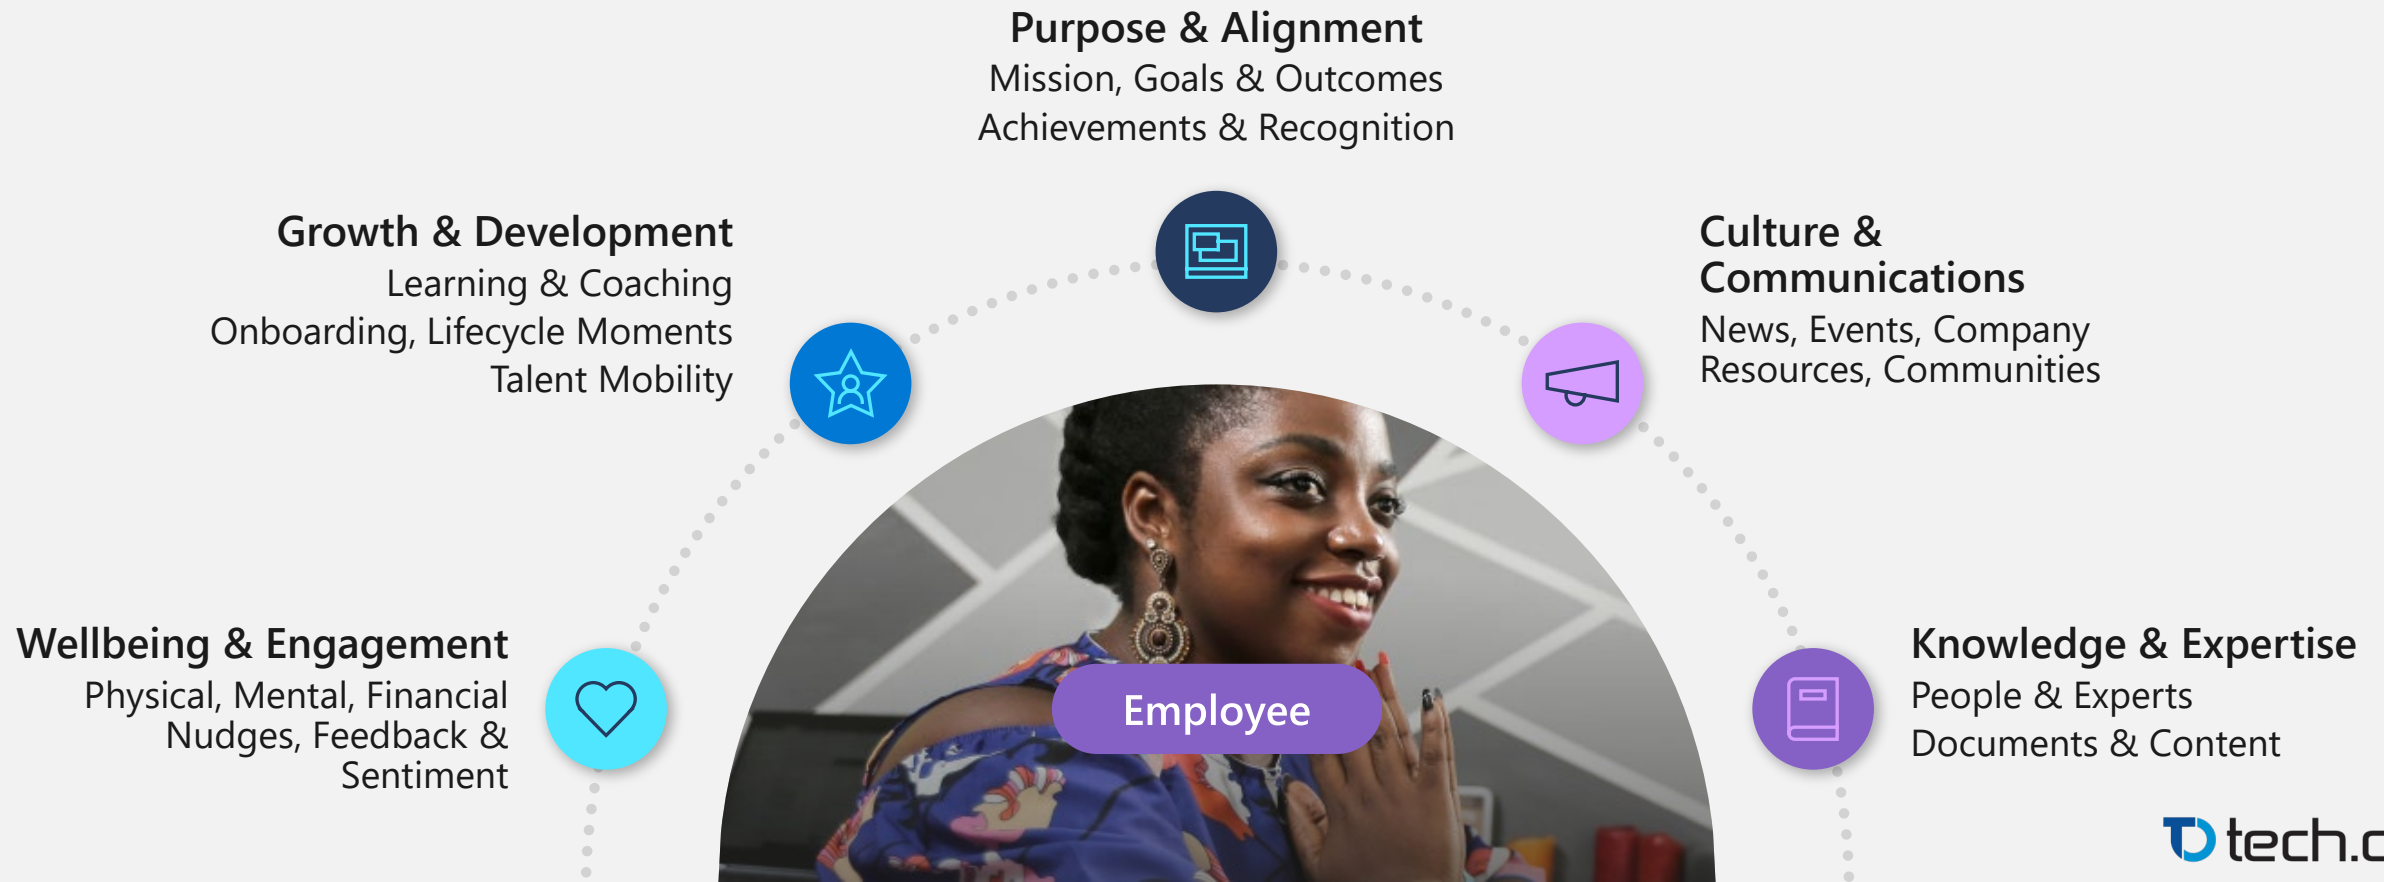 Purpose & Alignment
Mission, Goals & Outcomes
Achievements & Recognition
Growth & Development
Learning & Coaching
Onboarding, Lifecycle Moments
Talent Mobility
Culture &
Communications
News, Events, Company
Resources, Communities
Wellbeing & Engagement
Physical, Mental, Financial
Nudges, Feedback &
Sentiment
Employee
Knowledge & Expertise
People & Experts
Documents & Content
tech.